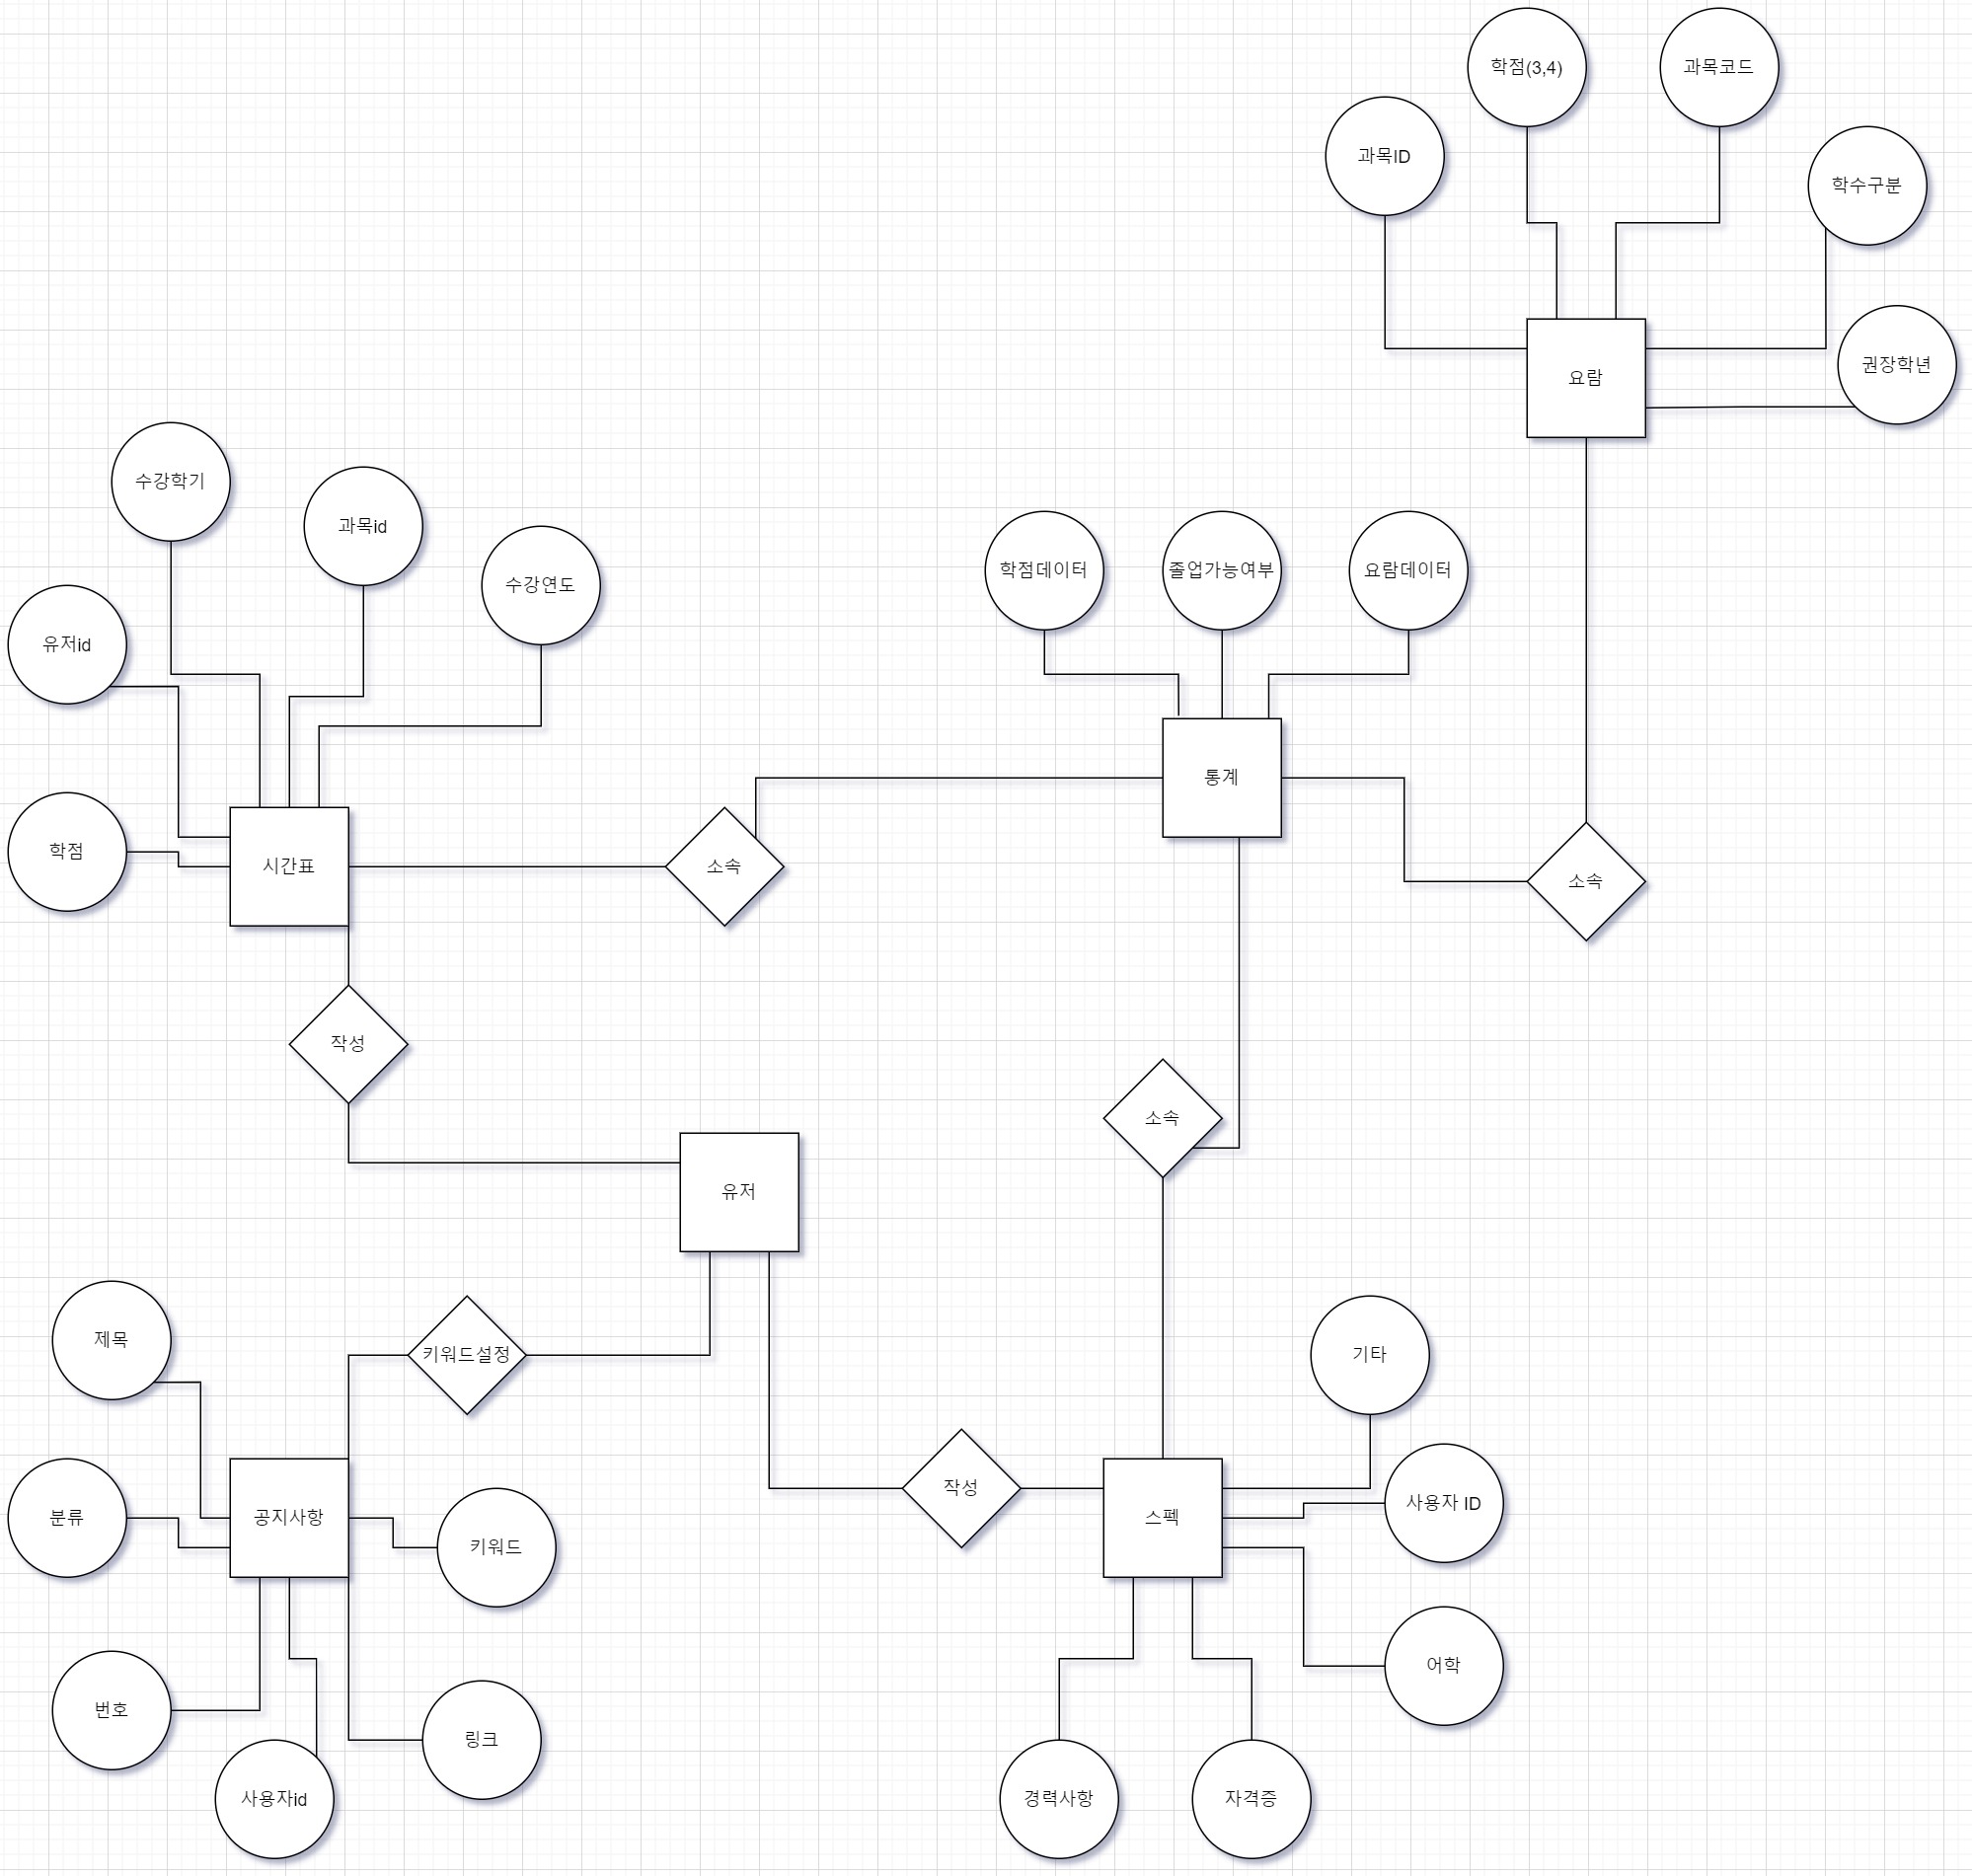 학점(3,4)
과목코드
과목ID
학수구분
권장학년
요람
수강학기
과목id
수강연도
학점데이터
졸업가능여부
요람데이터
유저id
통계
학점
시간표
소속
소속
작성
소속
유저
제목
키워드설정
기타
분류
공지사항
키워드
작성
스펙
사용자 ID
어학
번호
링크
사용자id
경력사항
자격증